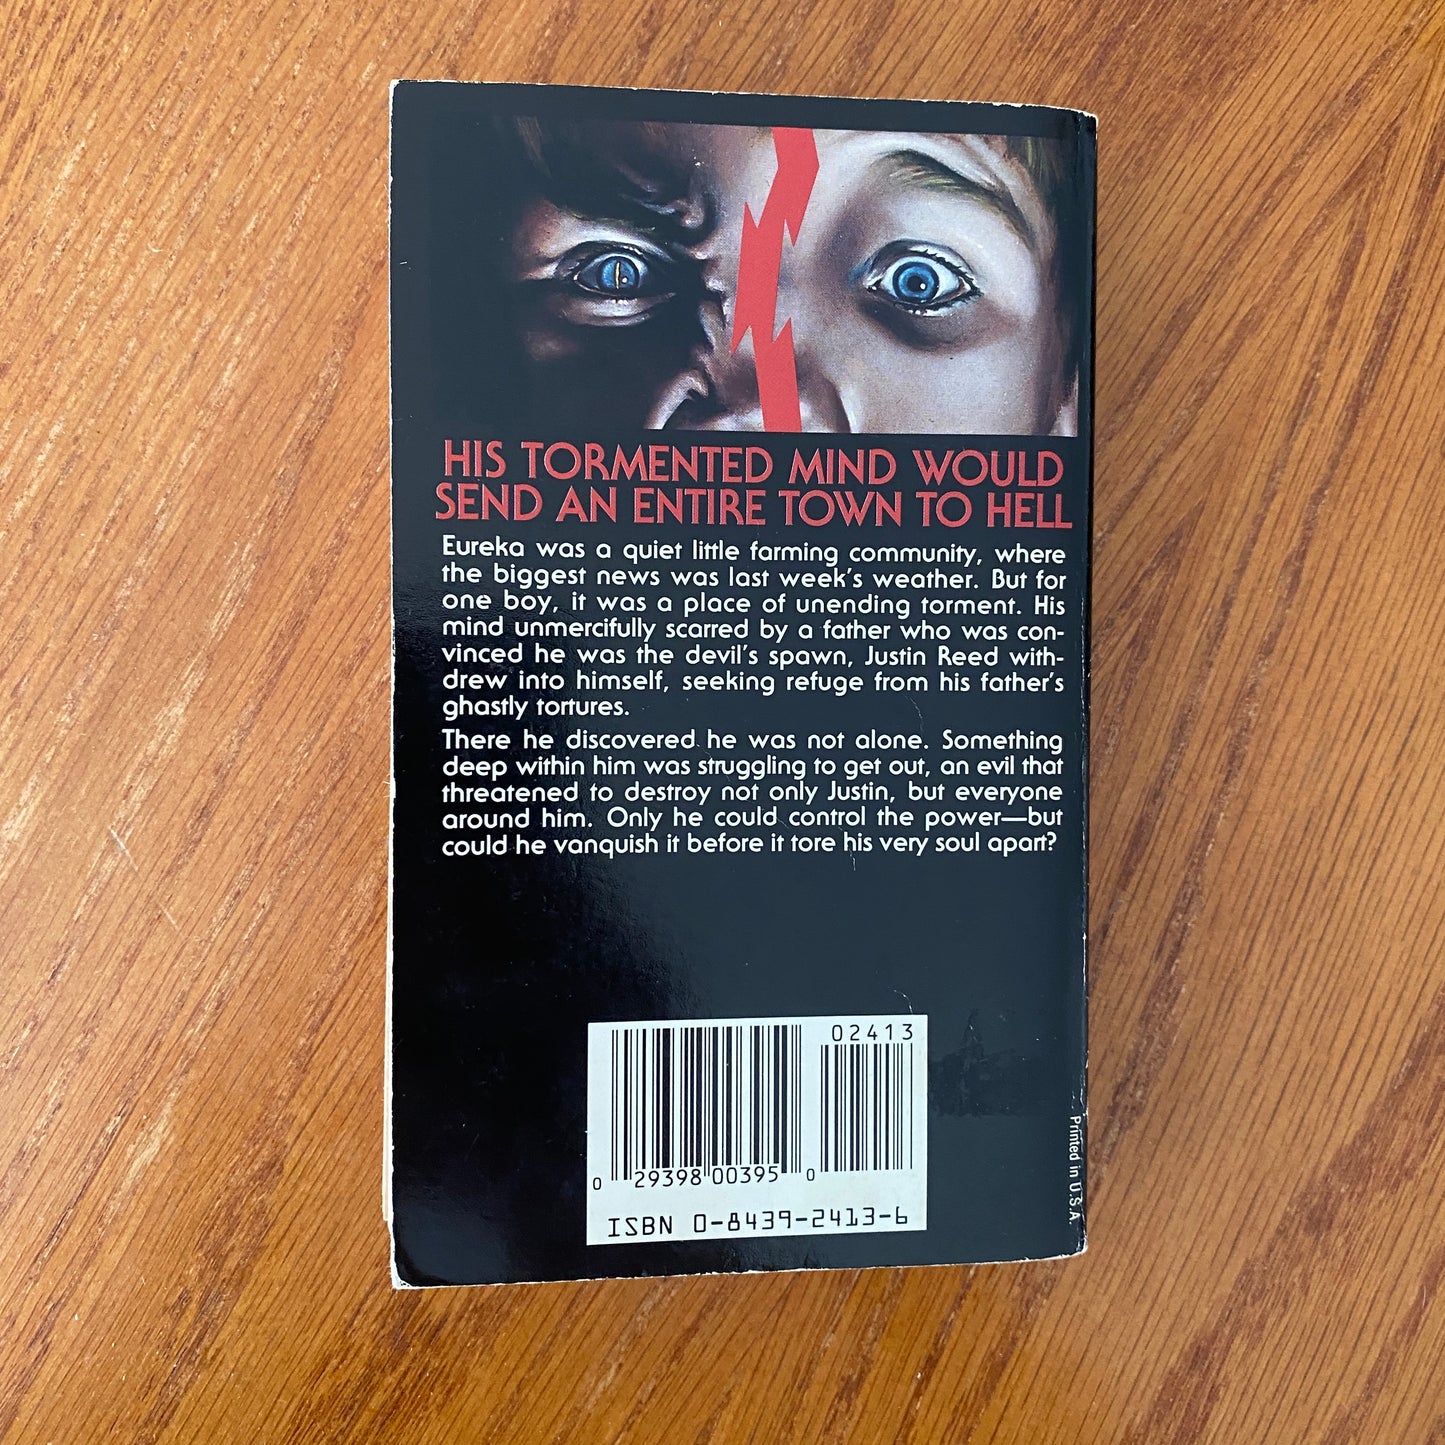 HIS TORMENTED MIND WOULD
SEND AN ENTIRE TOWN TO HELL
Eureka was a quiet little farming community, where
the biggest news was last week's weather. But for
one boy, it was a place of unending torment. His
mind unmercifully scarred by a father who was con-
vinced he was the devil's spawn, Justin Reed with-
drew into himself, seeking refuge from his father's
ghastly tortures.
There he discovered he was not alone. Something
deep within him was struggling to get out, an evil that
threatened to destroy not only Justin, but everyone
around him. Only he could control the power—but
could he vanquish it before it tore his very soul apart?
02413
0 29398 00395 0
ISBN 0-8439-2413-6
Printed in U.S.A.